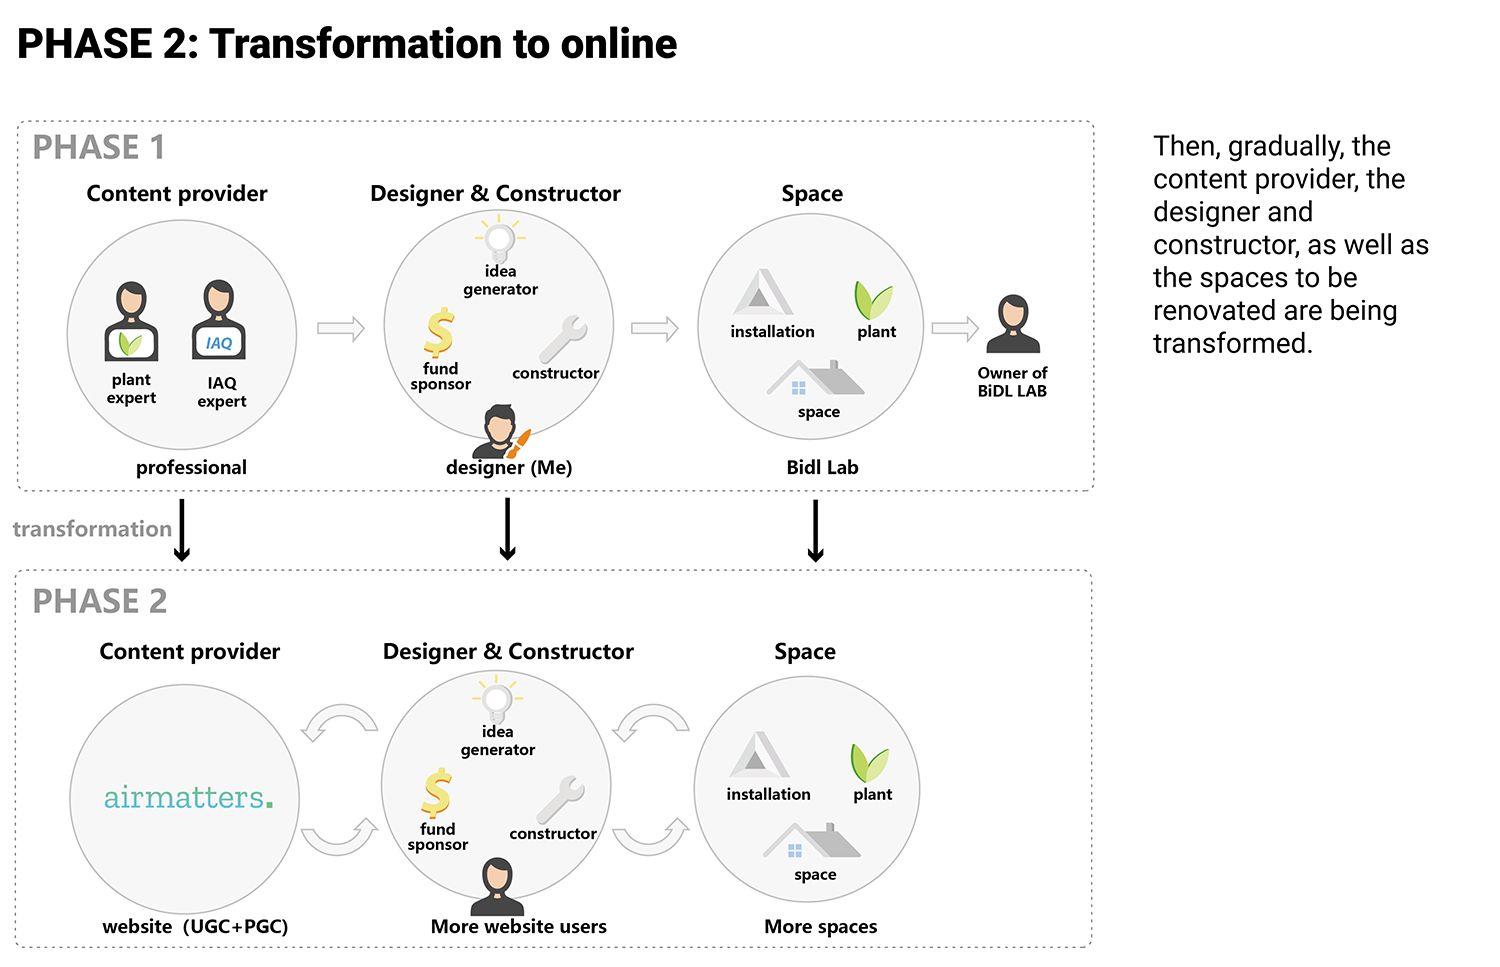 PHASE 2: Transformation to online
PHASE 1
Content provider
Designer & Constructor
Space
idea
generator
IAQ
installation
plant
fund
sponsor
constructor
plant
expert
IAQ
expert
space
Owner of
BiDL LAB
professional
designer (Me)
Bidl Lab
Then, gradually, the
content provider, the
designer and
constructor, as well as
the spaces to be
renovated are being
transformed.
transformation
PHASE 2
Content provider
Designer & Constructor
Space
idea
generator
airmatters.
installation
plant
fund
sponsor
constructor
space
website (UGC+PGC)
More website users
More spaces